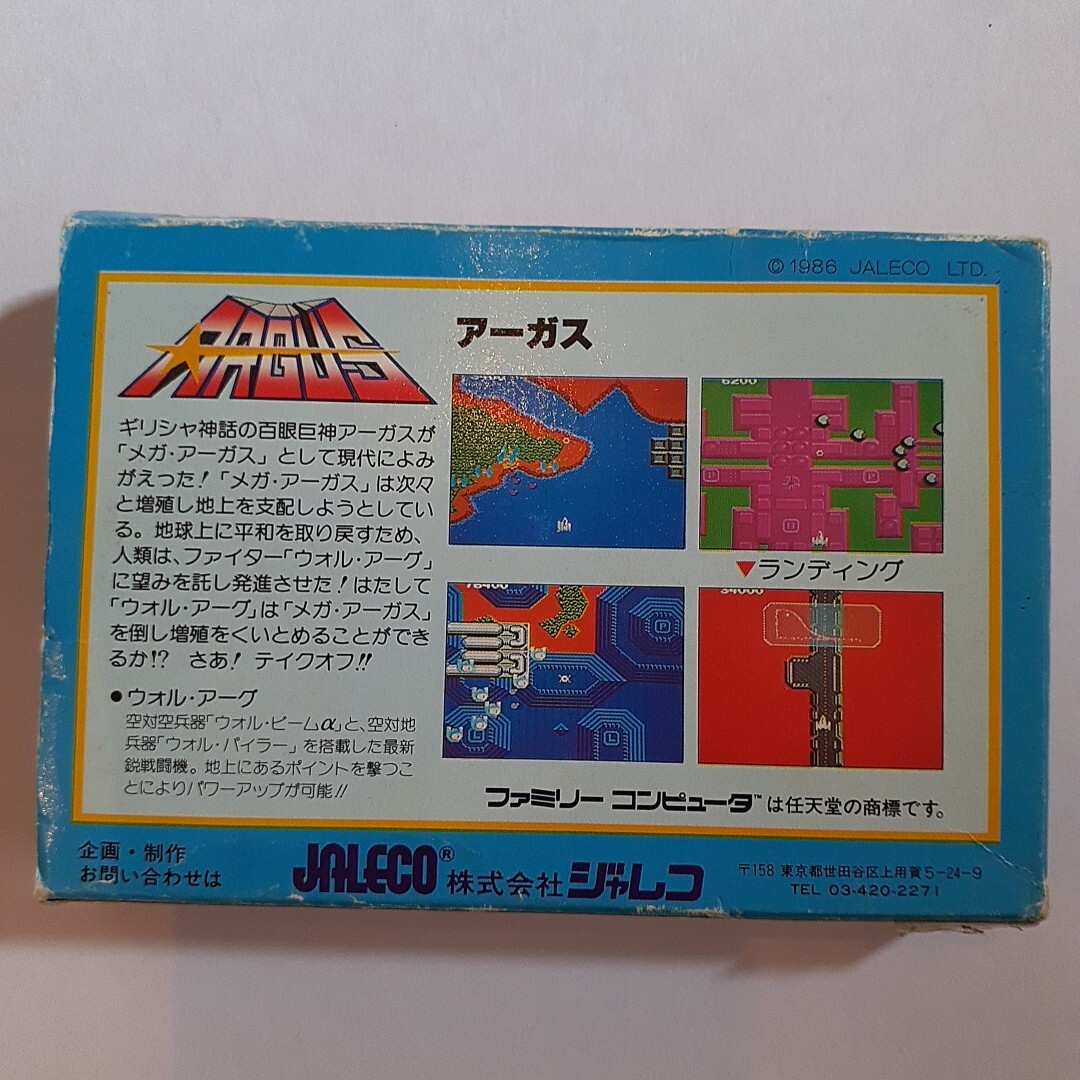 ©1986 JALECO LTD.
ARGUS
アーガス
ギリシャ神話の百眼巨神アーガスが
「メガ・アーガス」として現代によみ
がえった！「メガ・アーガス」は次々
と増殖し地上を支配しようとしてい
る。地球上に平和を取り戻すため、
人類は、ファイター「ウォル・アーグ」
に望みを託し発進させた！はたして
「ウォル・アーグ」は「メガ・アーガス」
を倒し増殖をくいとめることができ
るか!? さあ！ テイクオフ!!
●ウォル・アーグ
空対空兵器「ウォル・ビームα」と、空対地
兵器「ウォル・バイラー」を搭載した最新
鋭戦闘機。地上にあるポイントを撃つこ
とによりパワーアップが可能!!
6200
P
P
B
▼ランディング
78400
P
L
L
34000
ファミリー コンピュータ™は任天堂の商標です。
企画・制作
お問い合わせは
JALECO® 株式会社ジャレコ
〒158 東京都世田谷区上用賀5-24-9
TEL 03-420-2271